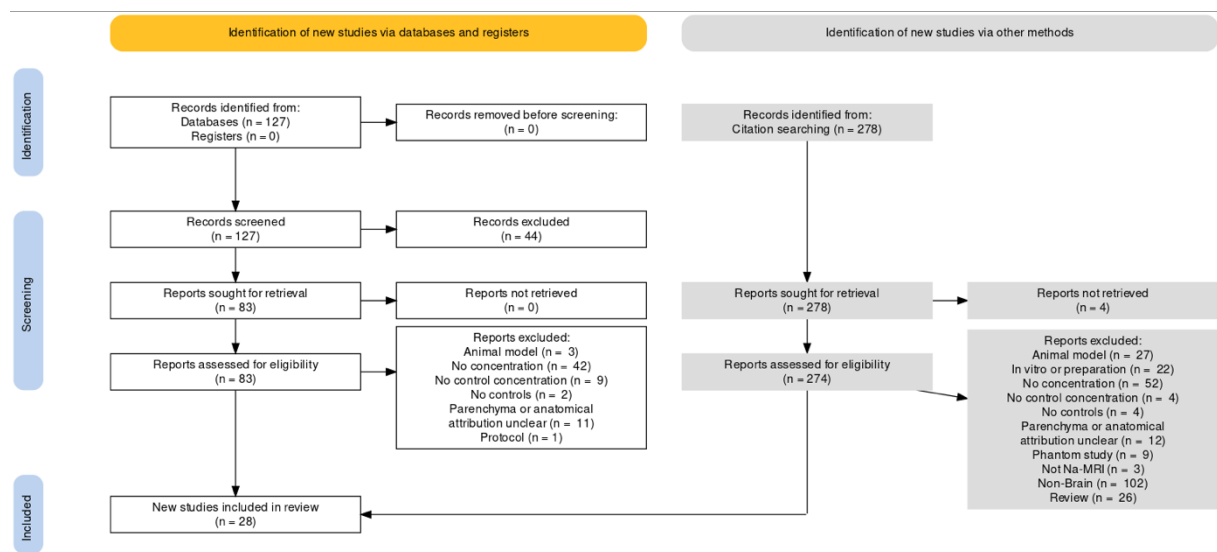 Identification of new studies via databases and registers
Identification of new studies via other methods
Identification
Records identified from:
Databases (n = 127)
Registers (n = 0)
Records removed before screening:
(n = 0)
Records identified from:
Citation searching (n = 278)
Screening
Records screened
(n = 127)
Records excluded
(n = 44)
Reports sought for retrieval
(n = 83)
Reports not retrieved
(n = 0)
Reports sought for retrieval
(n = 278)
Reports not retrieved
(n = 4)
Reports assessed for eligibility
(n = 83)
Reports excluded:
Animal model (n = 3)
No concentration (n = 42)
No control concentration (n = 9)
No controls (n = 2)
Parenchyma or anatomical
attribution unclear (n = 11)
Protocol (n = 1)
Reports assessed for eligibility
(n = 274)
Reports excluded:
Animal model (n = 27)
In vitro or preparation (n = 22)
No concentration (n = 52)
No control concentration (n = 4)
No controls (n = 4)
Parenchyma or anatomical
attribution unclear (n = 12)
Phantom study (n = 9)
Not Na-MRI (n = 3)
Non-Brain (n = 102)
Review (n = 26)
Included
New studies included in review
(n = 28)